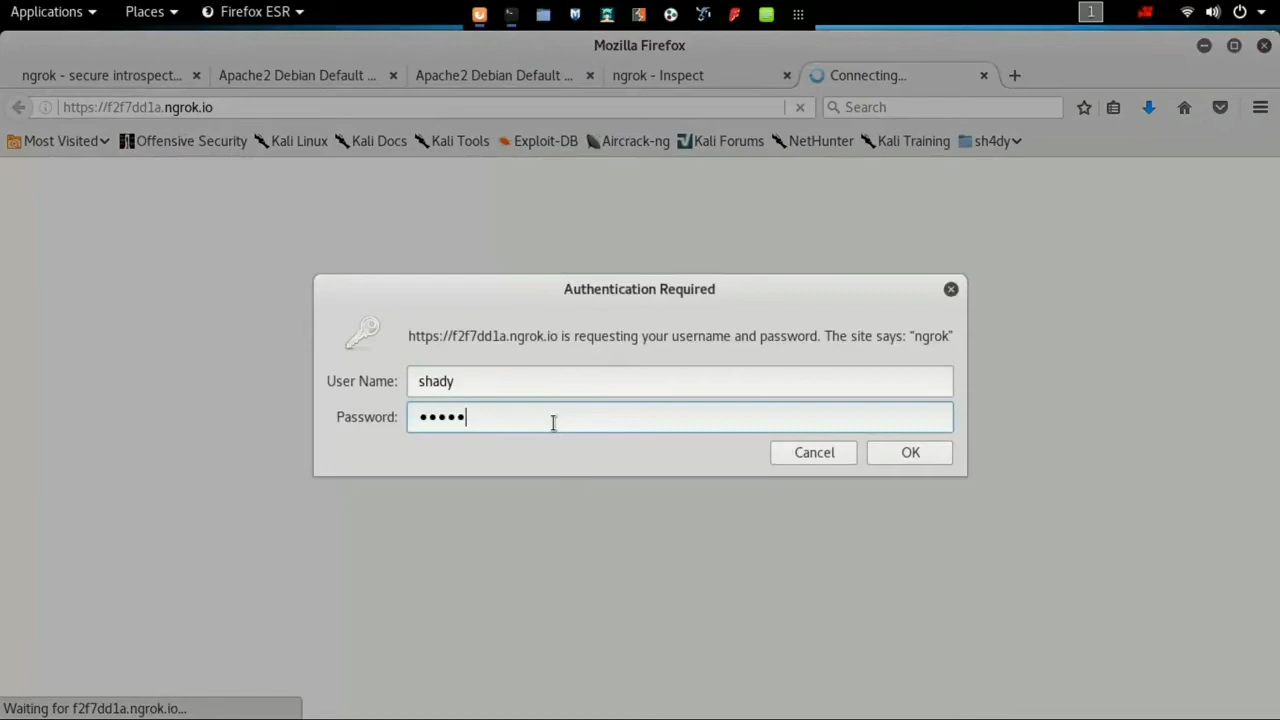 Applications Places Firefox ESR 1
Mozilla Firefox
ngrok - secure introspect... Apache2 Debian Default ... Apache2 Debian Default ... ngrok - Inspect Connecting...
https://f2f7dd1a.ngrok.io Search
Most Visited Offensive Security Kali Linux Kali Docs Kali Tools Exploit-DB Aircrack-ng Kali Forums NetHunter Kali Training sh4dy
Authentication Required
https://f2f7dd1a.ngrok.io is requesting your username and password. The site says: “ngrok”
User Name: shady
Password: •••••
Cancel OK
Waiting for f2f7dd1a.ngrok.io...